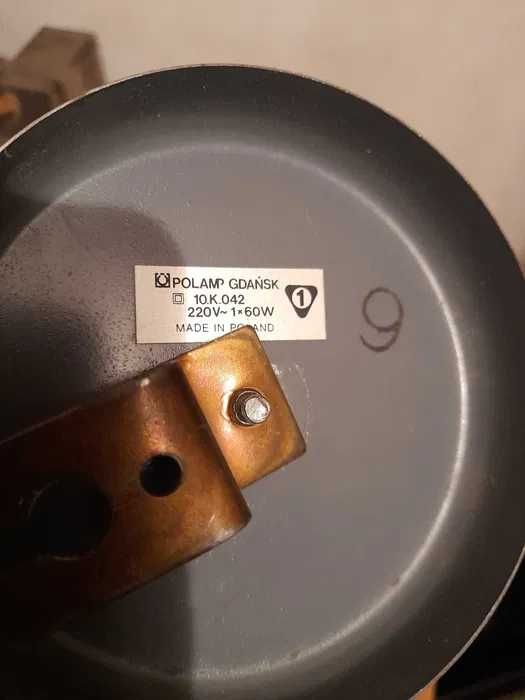 POLAMP GDAŃSK
10.K.042
220V~ 1×60W
MADE IN POLAND
1
9